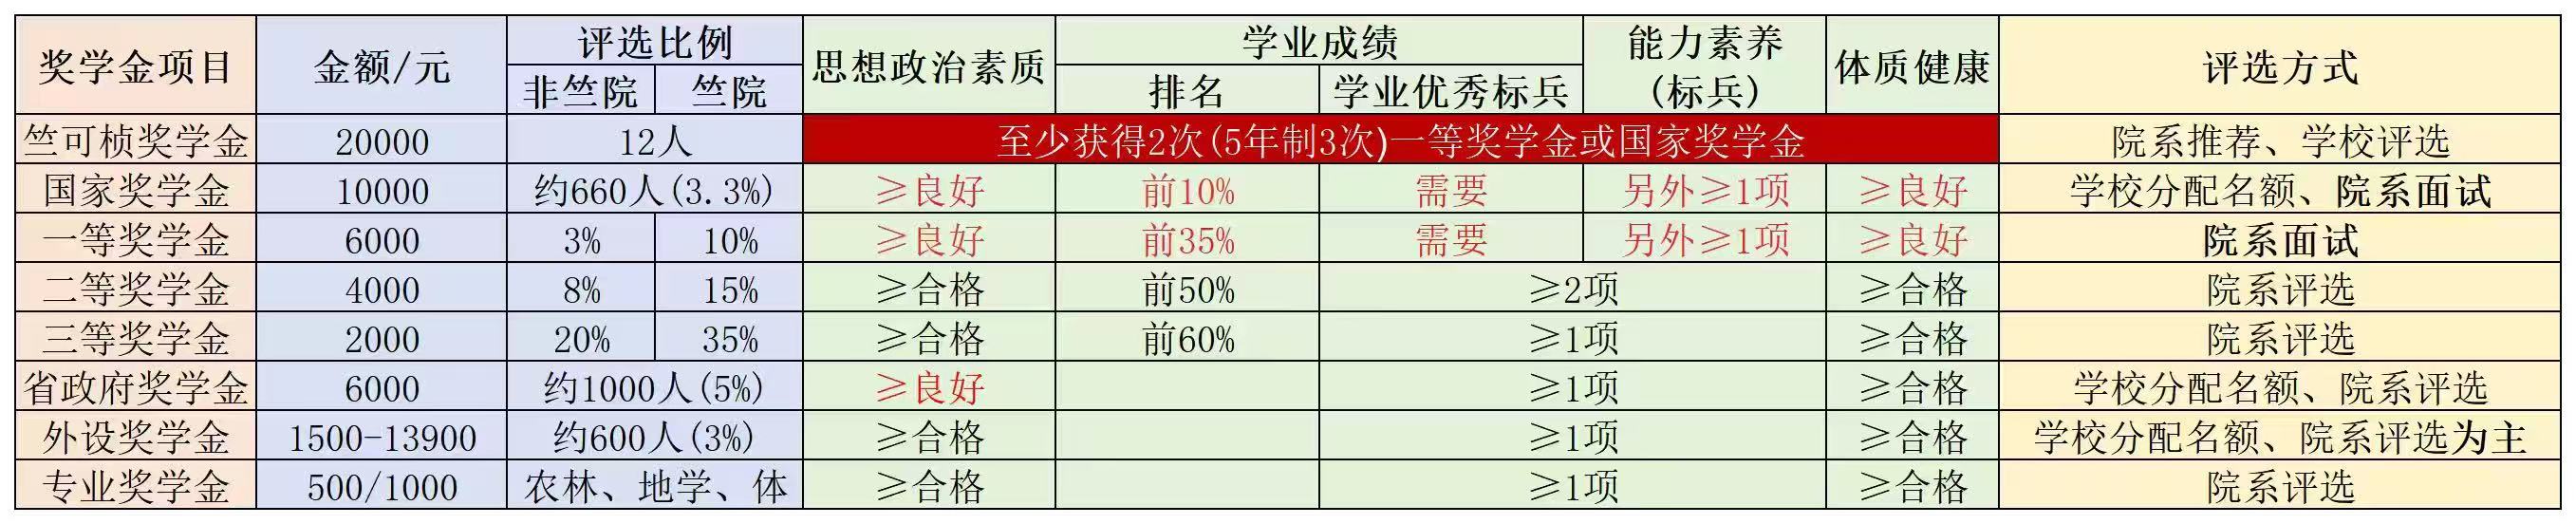 奖学金项目 金额/元 评选比例 思想政治素质 学业成绩 能力素养(标兵) 体质健康 评选方式
非竺院 竺院 排名 学业优秀标兵
竺可桢奖学金 20000 12人 至少获得2次(5年制3次)一等奖学金或国家奖学金 院系推荐、学校评选
国家奖学金 10000 约660人(3.3%) ≥良好 前10% 需要 另外≥1项 ≥良好 学校分配名额、院系面试
一等奖学金 6000 3% 10% ≥良好 前35% 需要 另外≥1项 ≥良好 院系面试
二等奖学金 4000 8% 15% ≥合格 前50% ≥2项 ≥合格 院系评选
三等奖学金 2000 20% 35% ≥合格 前60% ≥1项 ≥合格 院系评选
省政府奖学金 6000 约1000人(5%) ≥良好 ≥1项 ≥合格 学校分配名额、院系评选
外设奖学金 1500-13900 约600人(3%) ≥合格 ≥1项 ≥合格 学校分配名额、院系评选为主
专业奖学金 500/1000 农林、地学、体 ≥合格 ≥1项 ≥合格 院系评选